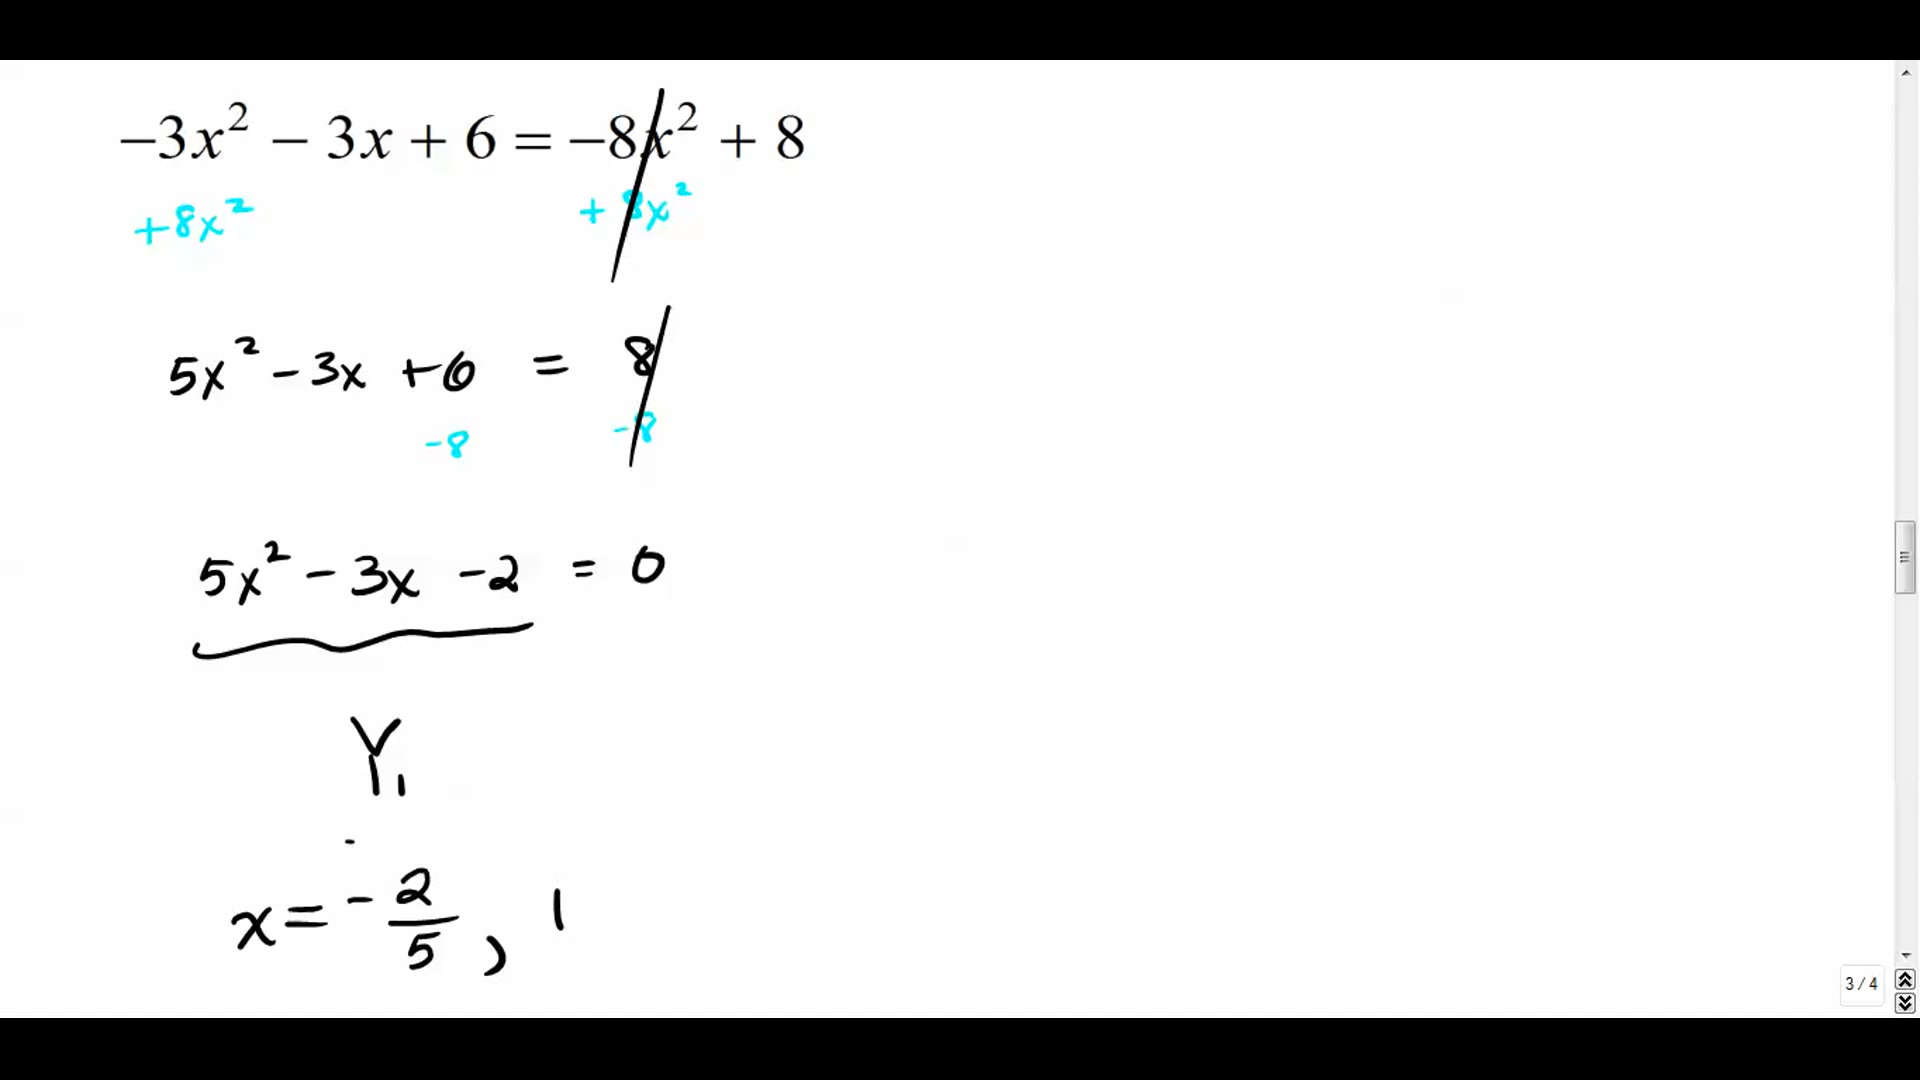 −3x² − 3x + 6 = −8x² + 8
+8x² + 8x²
5x² − 3x + 6 = 8
-8 -8
5x² − 3x − 2 = 0
Y₁
x = - 2/5 , 1
3 / 4